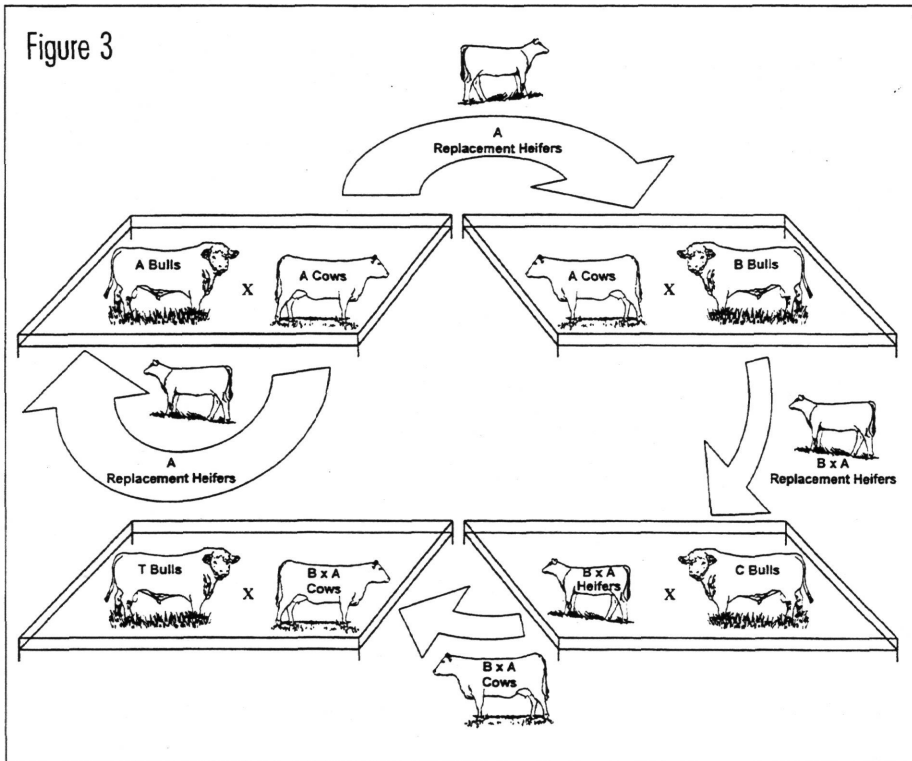 Figure 3
A
Replacement Heifers
A Bulls
X
A Cows
A Cows
X
B Bulls
A
Replacement Heifers
B x A
Replacement Heifers
T Bulls
X
B x A
Cows
B x A
Heifers
X
C Bulls
B x A
Cows